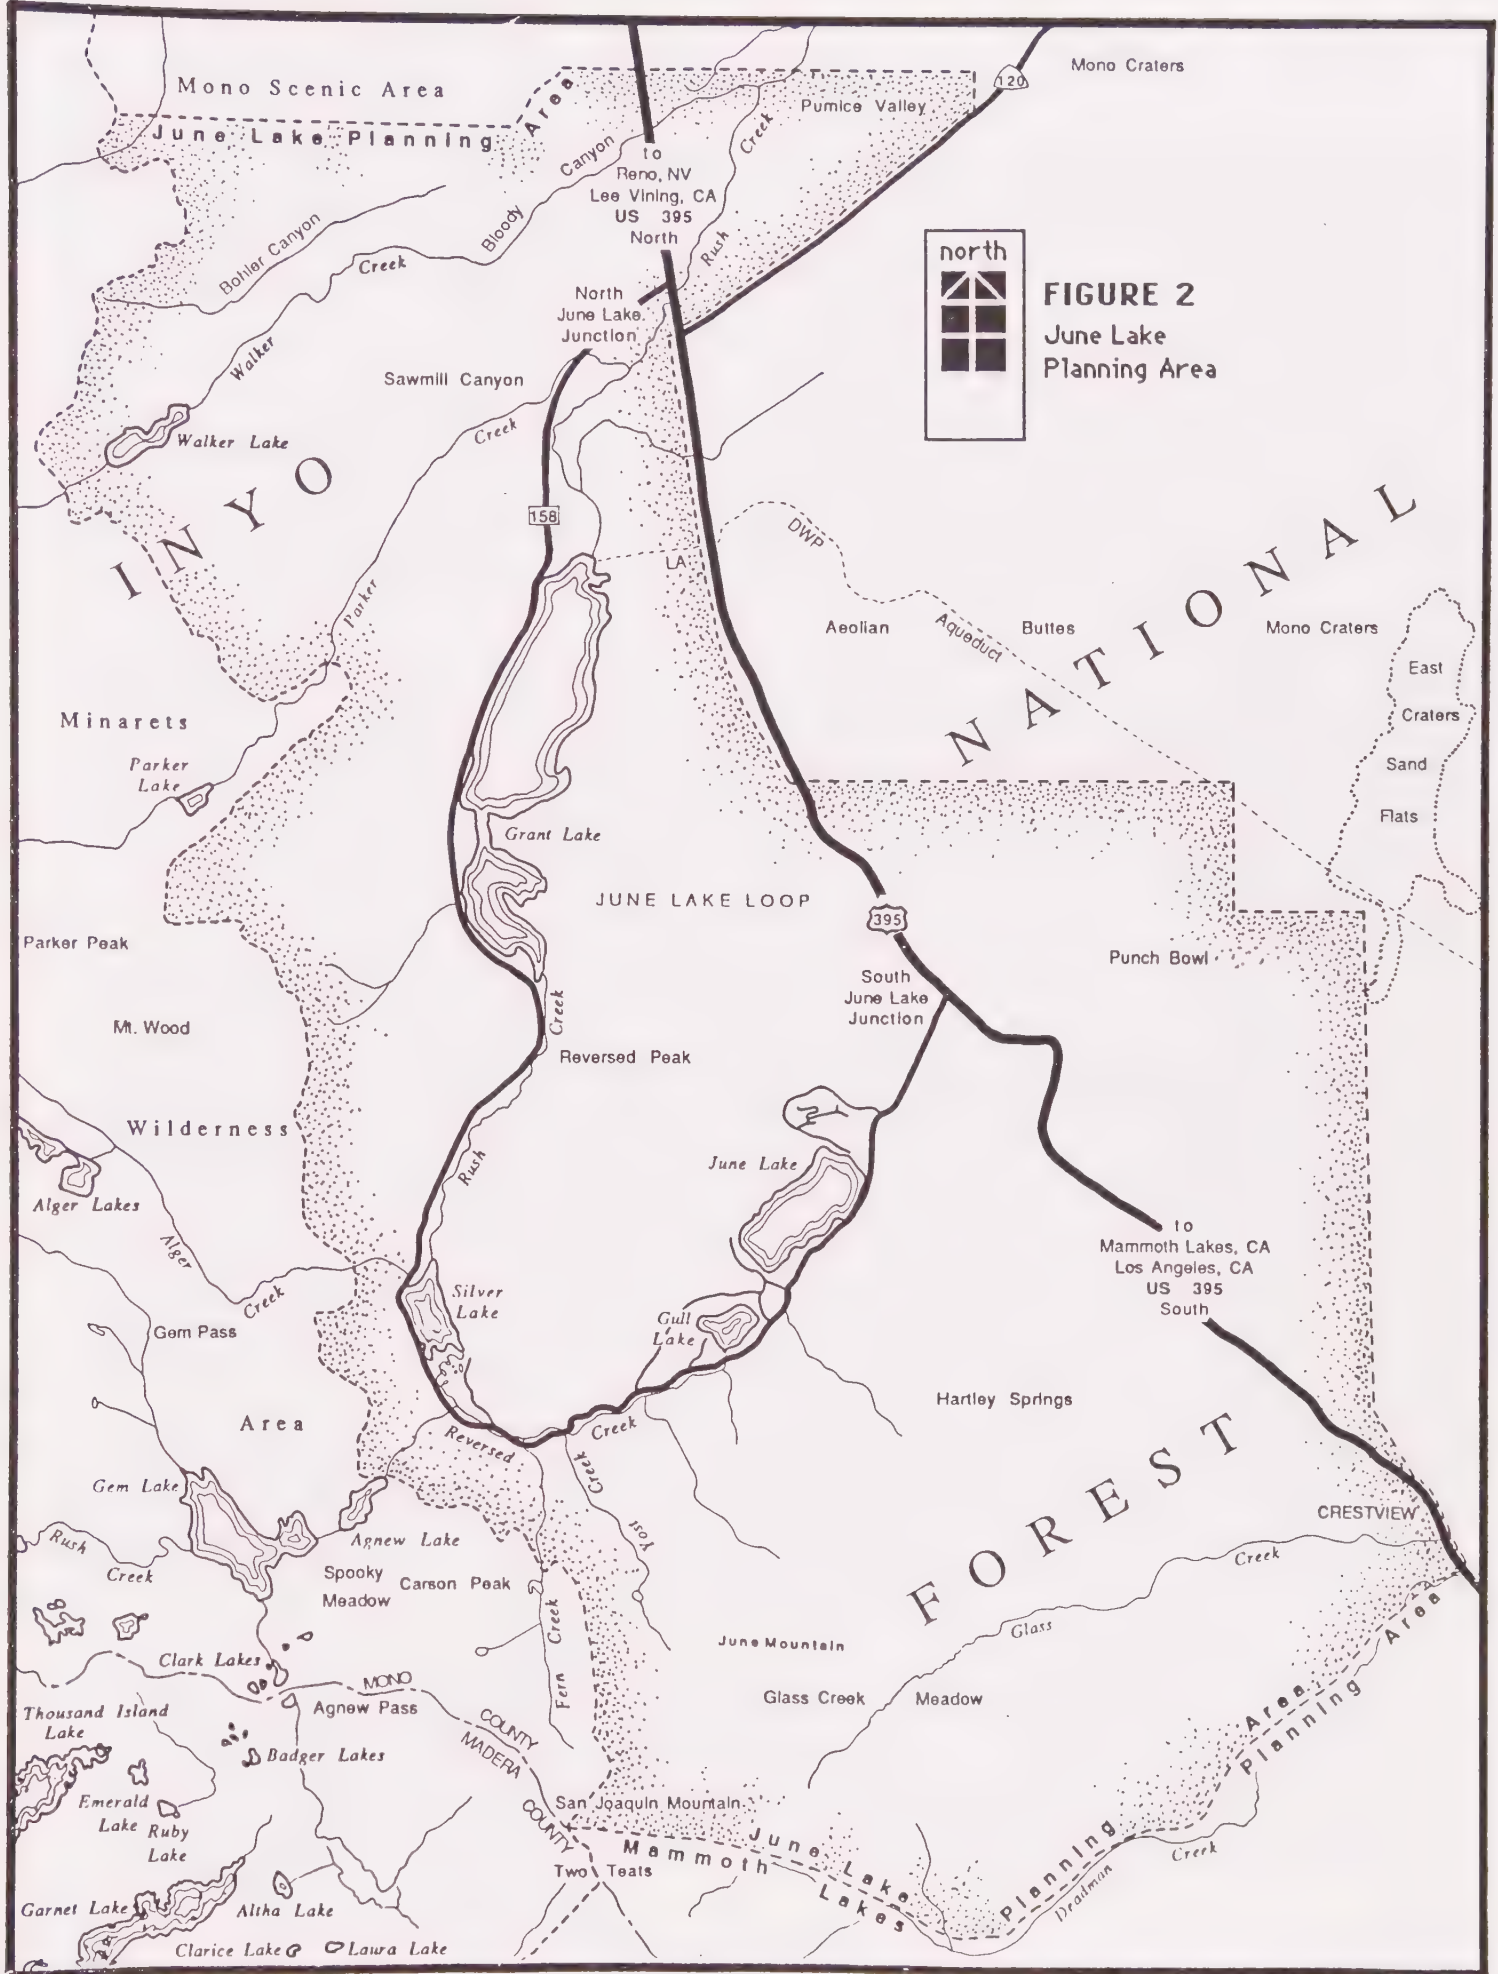 Mono Scenic Area
June Lake Planning Area
120
Mono Craters
Pumice Valley
Canyon
Creek
to
Reno, NV
Lee Vining, CA
US 395
North
Bloody
Rush
Bohler Canyon
Creek
north
FIGURE 2
June Lake
Planning Area
North
June Lake
Junction
Walker
Sawmill Canyon
Creek
Walker Lake
INYO
158
DWP
LA
NATIONAL
Parker
Aeolian
Aqueduct
Buttes
Mono Craters
East
Craters
Sand
Flats
Minarets
Parker
Lake
Grant Lake
JUNE LAKE LOOP
395
Parker Peak
Punch Bowl
South
June Lake
Junction
Creek
Mt. Wood
Reversed Peak
Wilderness
Rush
June Lake
Alger Lakes
Alger
to
Mammoth Lakes, CA
Los Angeles, CA
US 395
South
Creek
Silver
Lake
Gull
Lake
Gem Pass
Hartley Springs
Area
Reversed
Creek
Creek
FOREST
Gem Lake
CRESTVIEW
Rush
Creek
Agnew Lake
Yost
Creek
Spooky
Meadow
Carson Peak
Creek
Glass
June Mountain
Area
Clark Lakes
MONO
Fern
Glass Creek Meadow
Agnew Pass
Thousand Island
Lake
COUNTY
MADERA
Area
Planning
Badger Lakes
Emerald
Lake
Ruby
Lake
San Joaquin Mountain
COUNTY
June Lake
Planning
Mammoth
Lakes
Two Teats
Creek
Deadman
Planning
Garnet Lake
Altha Lake
Clarice Lake
Laura Lake